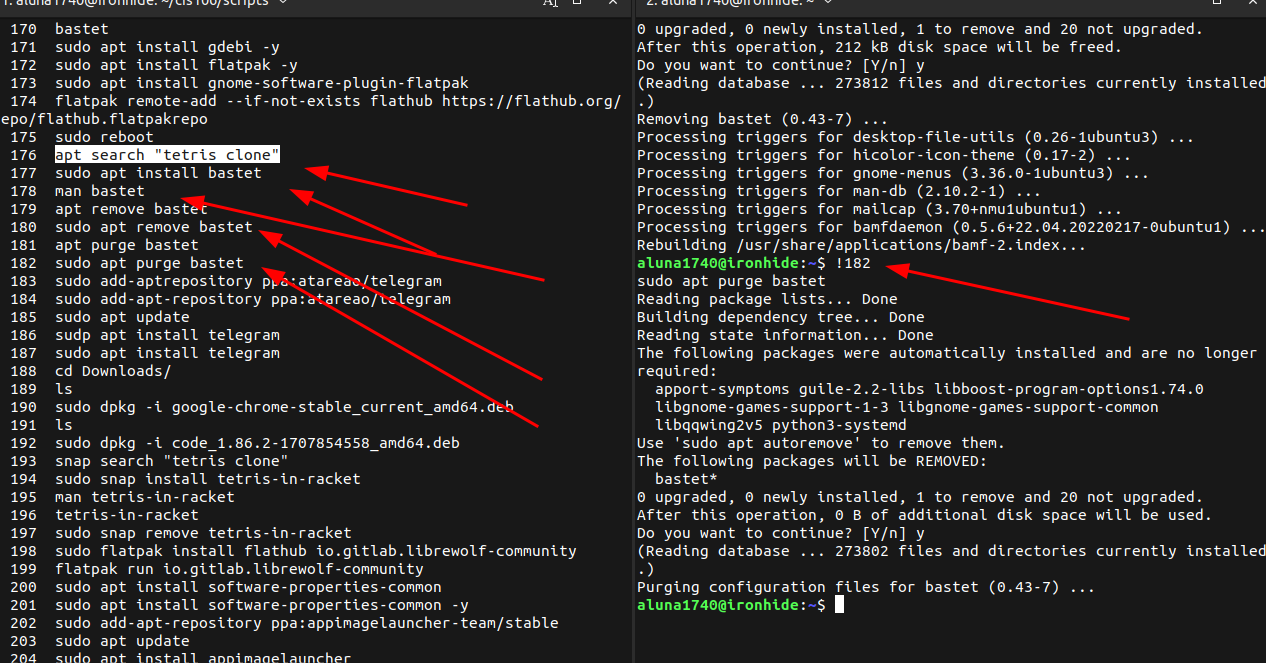 1. aluna1740@ironhide: ~/cis106/scripts
170 bastet
171 sudo apt install gdebi -y
172 sudo apt install flatpak -y
173 sudo apt install gnome-software-plugin-flatpak
174 flatpak remote-add --if-not-exists flathub https://flathub.org/
epo/flathub.flatpakrepo
175 sudo reboot
176 apt search "tetris clone"
177 sudo apt install bastet
178 man bastet
179 apt remove bastet
180 sudo apt remove bastet
181 apt purge bastet
182 sudo apt purge bastet
183 sudo add-aptrepository ppa:atareao/telegram
184 sudo add-apt-repository ppa:atareao/telegram
185 sudo apt update
186 sudo apt install telegram
187 sudo apt install telegram
188 cd Downloads/
189 ls
190 sudo dpkg -i google-chrome-stable_current_amd64.deb
191 ls
192 sudo dpkg -i code_1.86.2-1707854558_amd64.deb
193 snap search "tetris clone"
194 sudo snap install tetris-in-racket
195 man tetris-in-racket
196 tetris-in-racket
197 sudo snap remove tetris-in-racket
198 sudo flatpak install flathub io.gitlab.librewolf-community
199 flatpak run io.gitlab.librewolf-community
200 sudo apt install software-properties-common
201 sudo apt install software-properties-common -y
202 sudo add-apt-repository ppa:appimagelauncher-team/stable
203 sudo apt update
204 sudo apt install appimagelauncher
2. aluna1740@ironhide: ~
0 upgraded, 0 newly installed, 1 to remove and 20 not upgraded.
After this operation, 212 kB disk space will be freed.
Do you want to continue? [Y/n] y
(Reading database ... 273812 files and directories currently installed
.)
Removing bastet (0.43-7) ...
Processing triggers for desktop-file-utils (0.26-1ubuntu3) ...
Processing triggers for hicolor-icon-theme (0.17-2) ...
Processing triggers for gnome-menus (3.36.0-1ubuntu3) ...
Processing triggers for man-db (2.10.2-1) ...
Processing triggers for mailcap (3.70+nmu1ubuntu1) ...
Processing triggers for bamfdaemon (0.5.6+22.04.20220217-0ubuntu1) ...
Rebuilding /usr/share/applications/bamf-2.index...
aluna1740@ironhide:~$ !182
sudo apt purge bastet
Reading package lists... Done
Building dependency tree... Done
Reading state information... Done
The following packages were automatically installed and are no longer
required:
apport-symptoms guile-2.2-libs libboost-program-options1.74.0
libgnome-games-support-1-3 libgnome-games-support-common
libqqwing2v5 python3-systemd
Use 'sudo apt autoremove' to remove them.
The following packages will be REMOVED:
bastet*
0 upgraded, 0 newly installed, 1 to remove and 20 not upgraded.
After this operation, 0 B of additional disk space will be used.
Do you want to continue? [Y/n] y
(Reading database ... 273802 files and directories currently installed
.)
Purging configuration files for bastet (0.43-7) ...
aluna1740@ironhide:~$